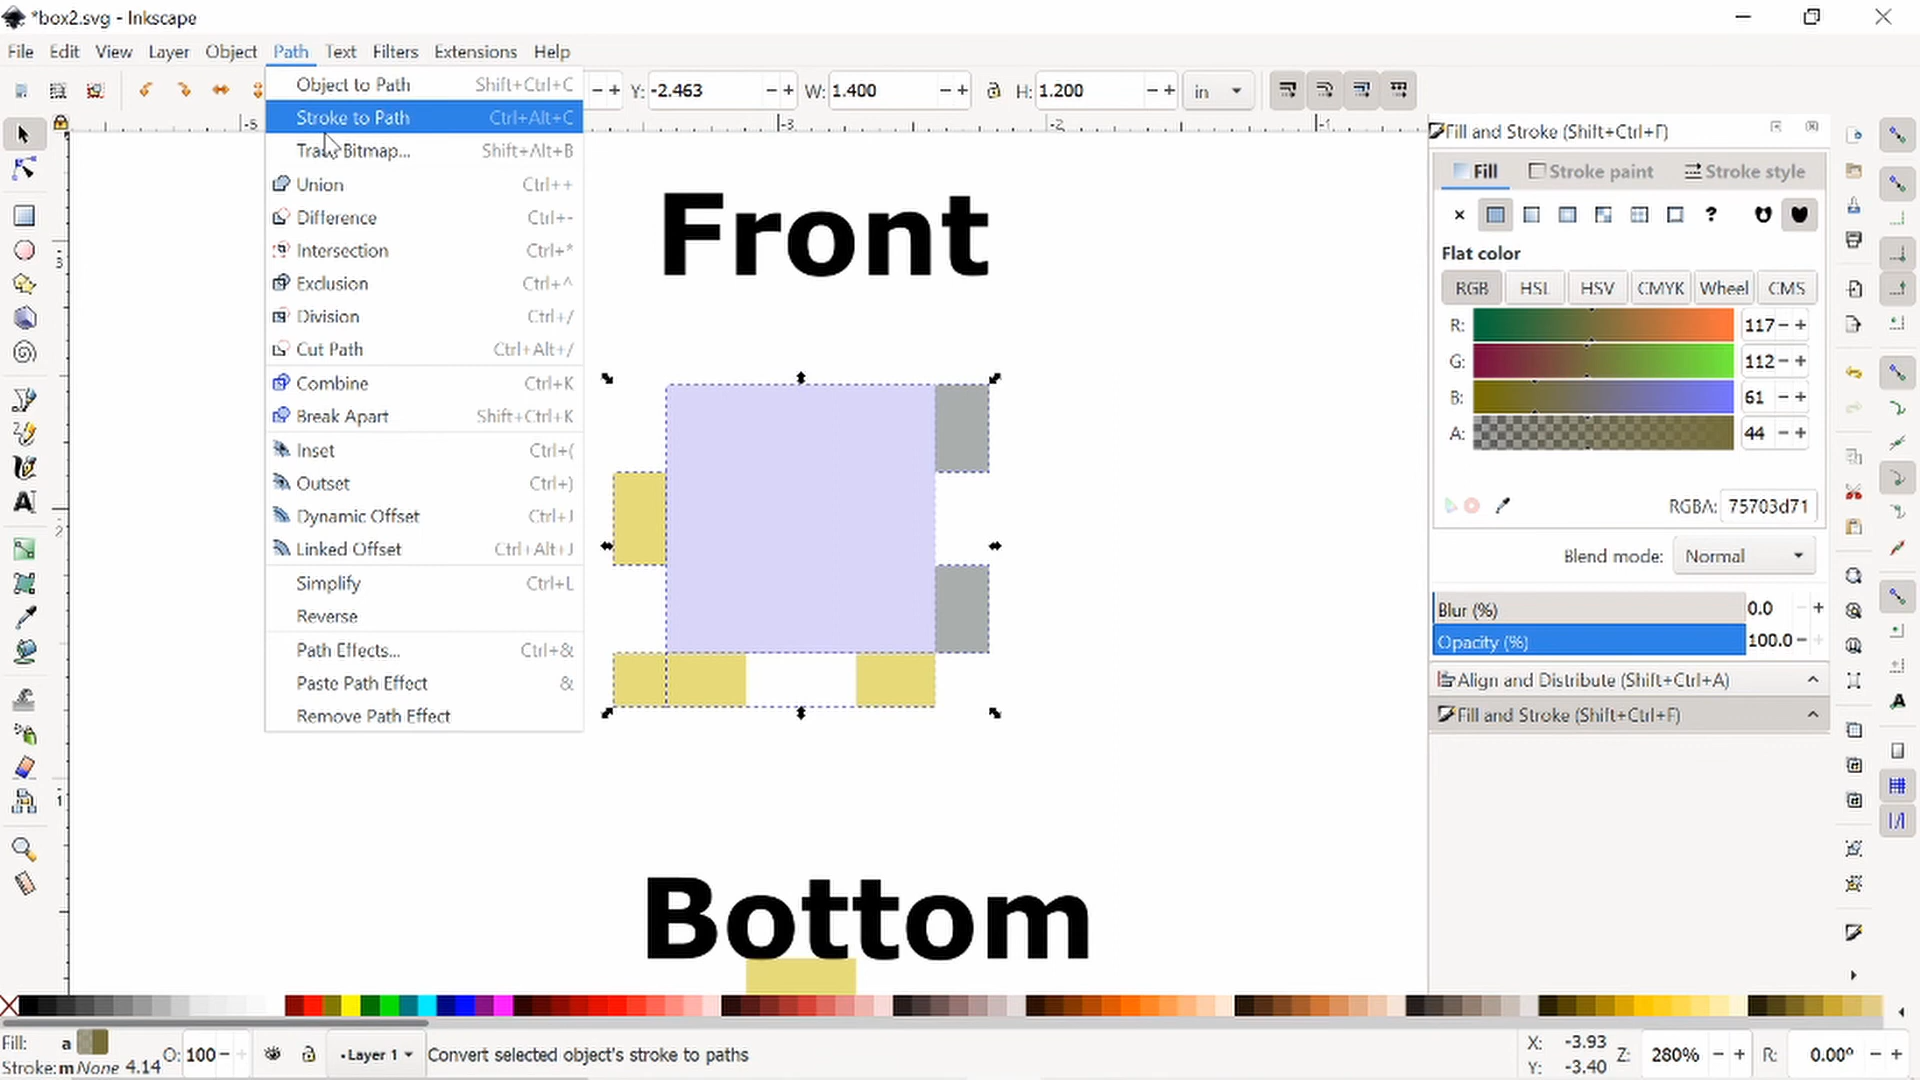 *box2.svg - Inkscape
File Edit View Layer Object Path Text Filters Extensions Help
Y: -2.463 W: 1.400 H: 1.200 in
Object to Path Shift+Ctrl+C
Stroke to Path Ctrl+Alt+C
Trace Bitmap... Shift+Alt+B
Union Ctrl++
Difference Ctrl+-
Intersection Ctrl+*
Exclusion Ctrl+^
Division Ctrl+/
Cut Path Ctrl+Alt+/
Combine Ctrl+K
Break Apart Shift+Ctrl+K
Inset Ctrl+(
Outset Ctrl+)
Dynamic Offset Ctrl+J
Linked Offset Ctrl+Alt+J
Simplify Ctrl+L
Reverse
Path Effects... Ctrl+&
Paste Path Effect &
Remove Path Effect
-5 -3 -2 -1
3
2
1
Front
Bottom
Fill and Stroke (Shift+Ctrl+F)
Fill Stroke paint Stroke style
Flat color
RGB HSL HSV CMYK Wheel CMS
R: 117
G: 112
B: 61
A: 44
RGBA: 75703d71
Blend mode: Normal
Blur (%) 0.0
Opacity (%) 100.0
Align and Distribute (Shift+Ctrl+A)
Fill and Stroke (Shift+Ctrl+F)
Fill: a
Stroke: m None 4.14
O: 100
Layer 1
Convert selected object's stroke to paths
X: -3.93
Y: -3.40
Z: 280%
R: 0.00°